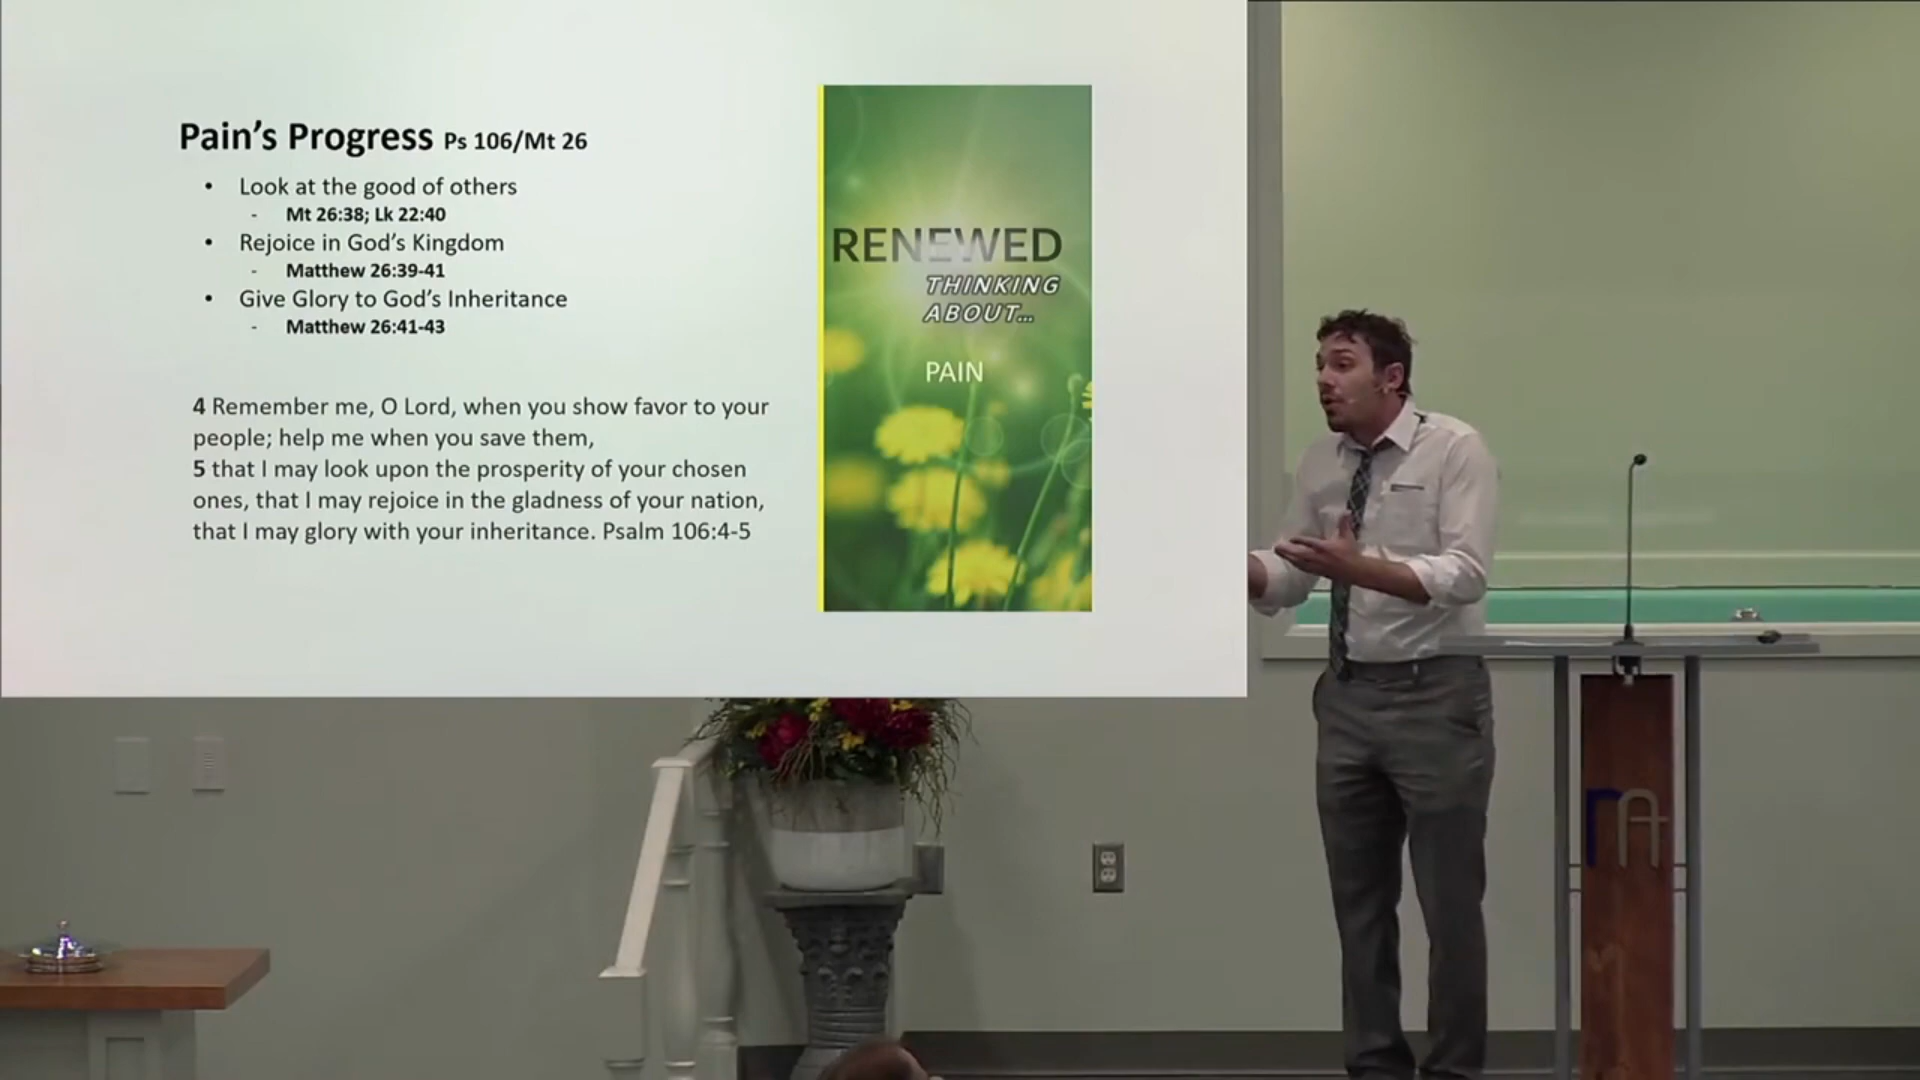 Pain's Progress Ps 106/Mt 26
• Look at the good of others
- Mt 26:38; Lk 22:40
• Rejoice in God's Kingdom
- Matthew 26:39-41
• Give Glory to God's Inheritance
- Matthew 26:41-43
4 Remember me, O Lord, when you show favor to your
people; help me when you save them,
5 that I may look upon the prosperity of your chosen
ones, that I may rejoice in the gladness of your nation,
that I may glory with your inheritance. Psalm 106:4-5
RENEWED
THINKING
ABOUT...
PAIN